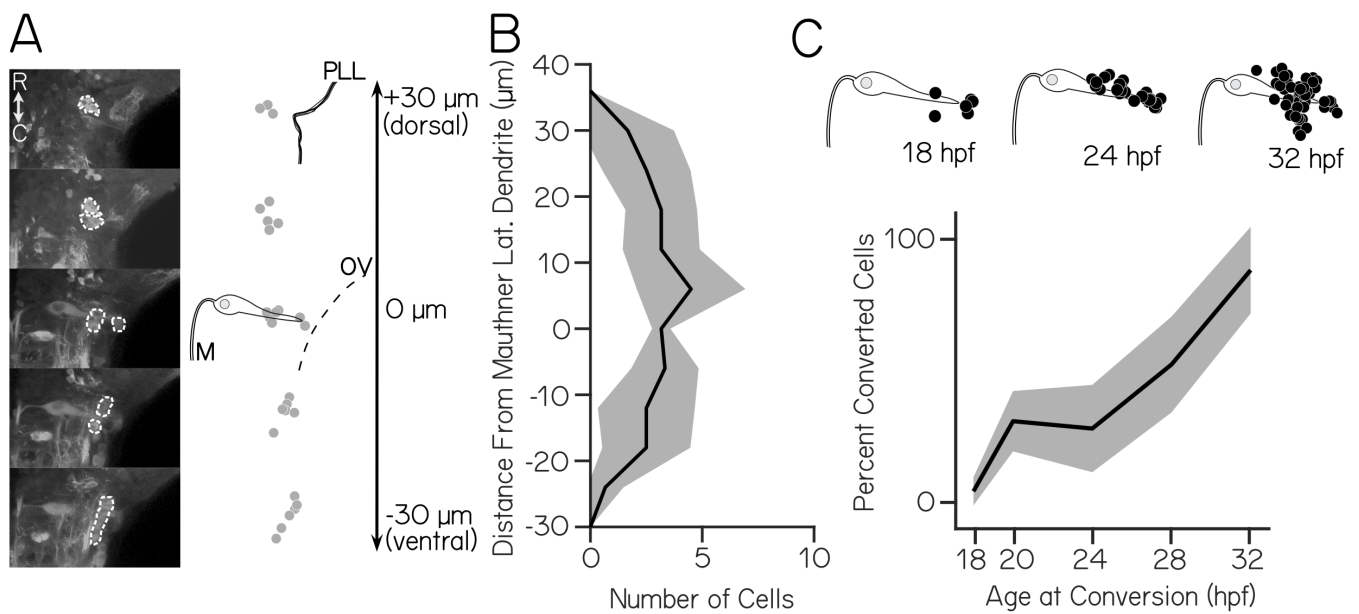 A
R
C
PLL
+30 µm
(dorsal)
OV
0 µm
M
-30 µm
(ventral)
B
Distance From Mauthner Lat. Dendrite (µm)
40
30
20
10
0
-10
-20
-30
0 5 10
Number of Cells
C
18 hpf
24 hpf
32 hpf
Percent Converted Cells
100
0
18 20 24 28 32
Age at Conversion (hpf)